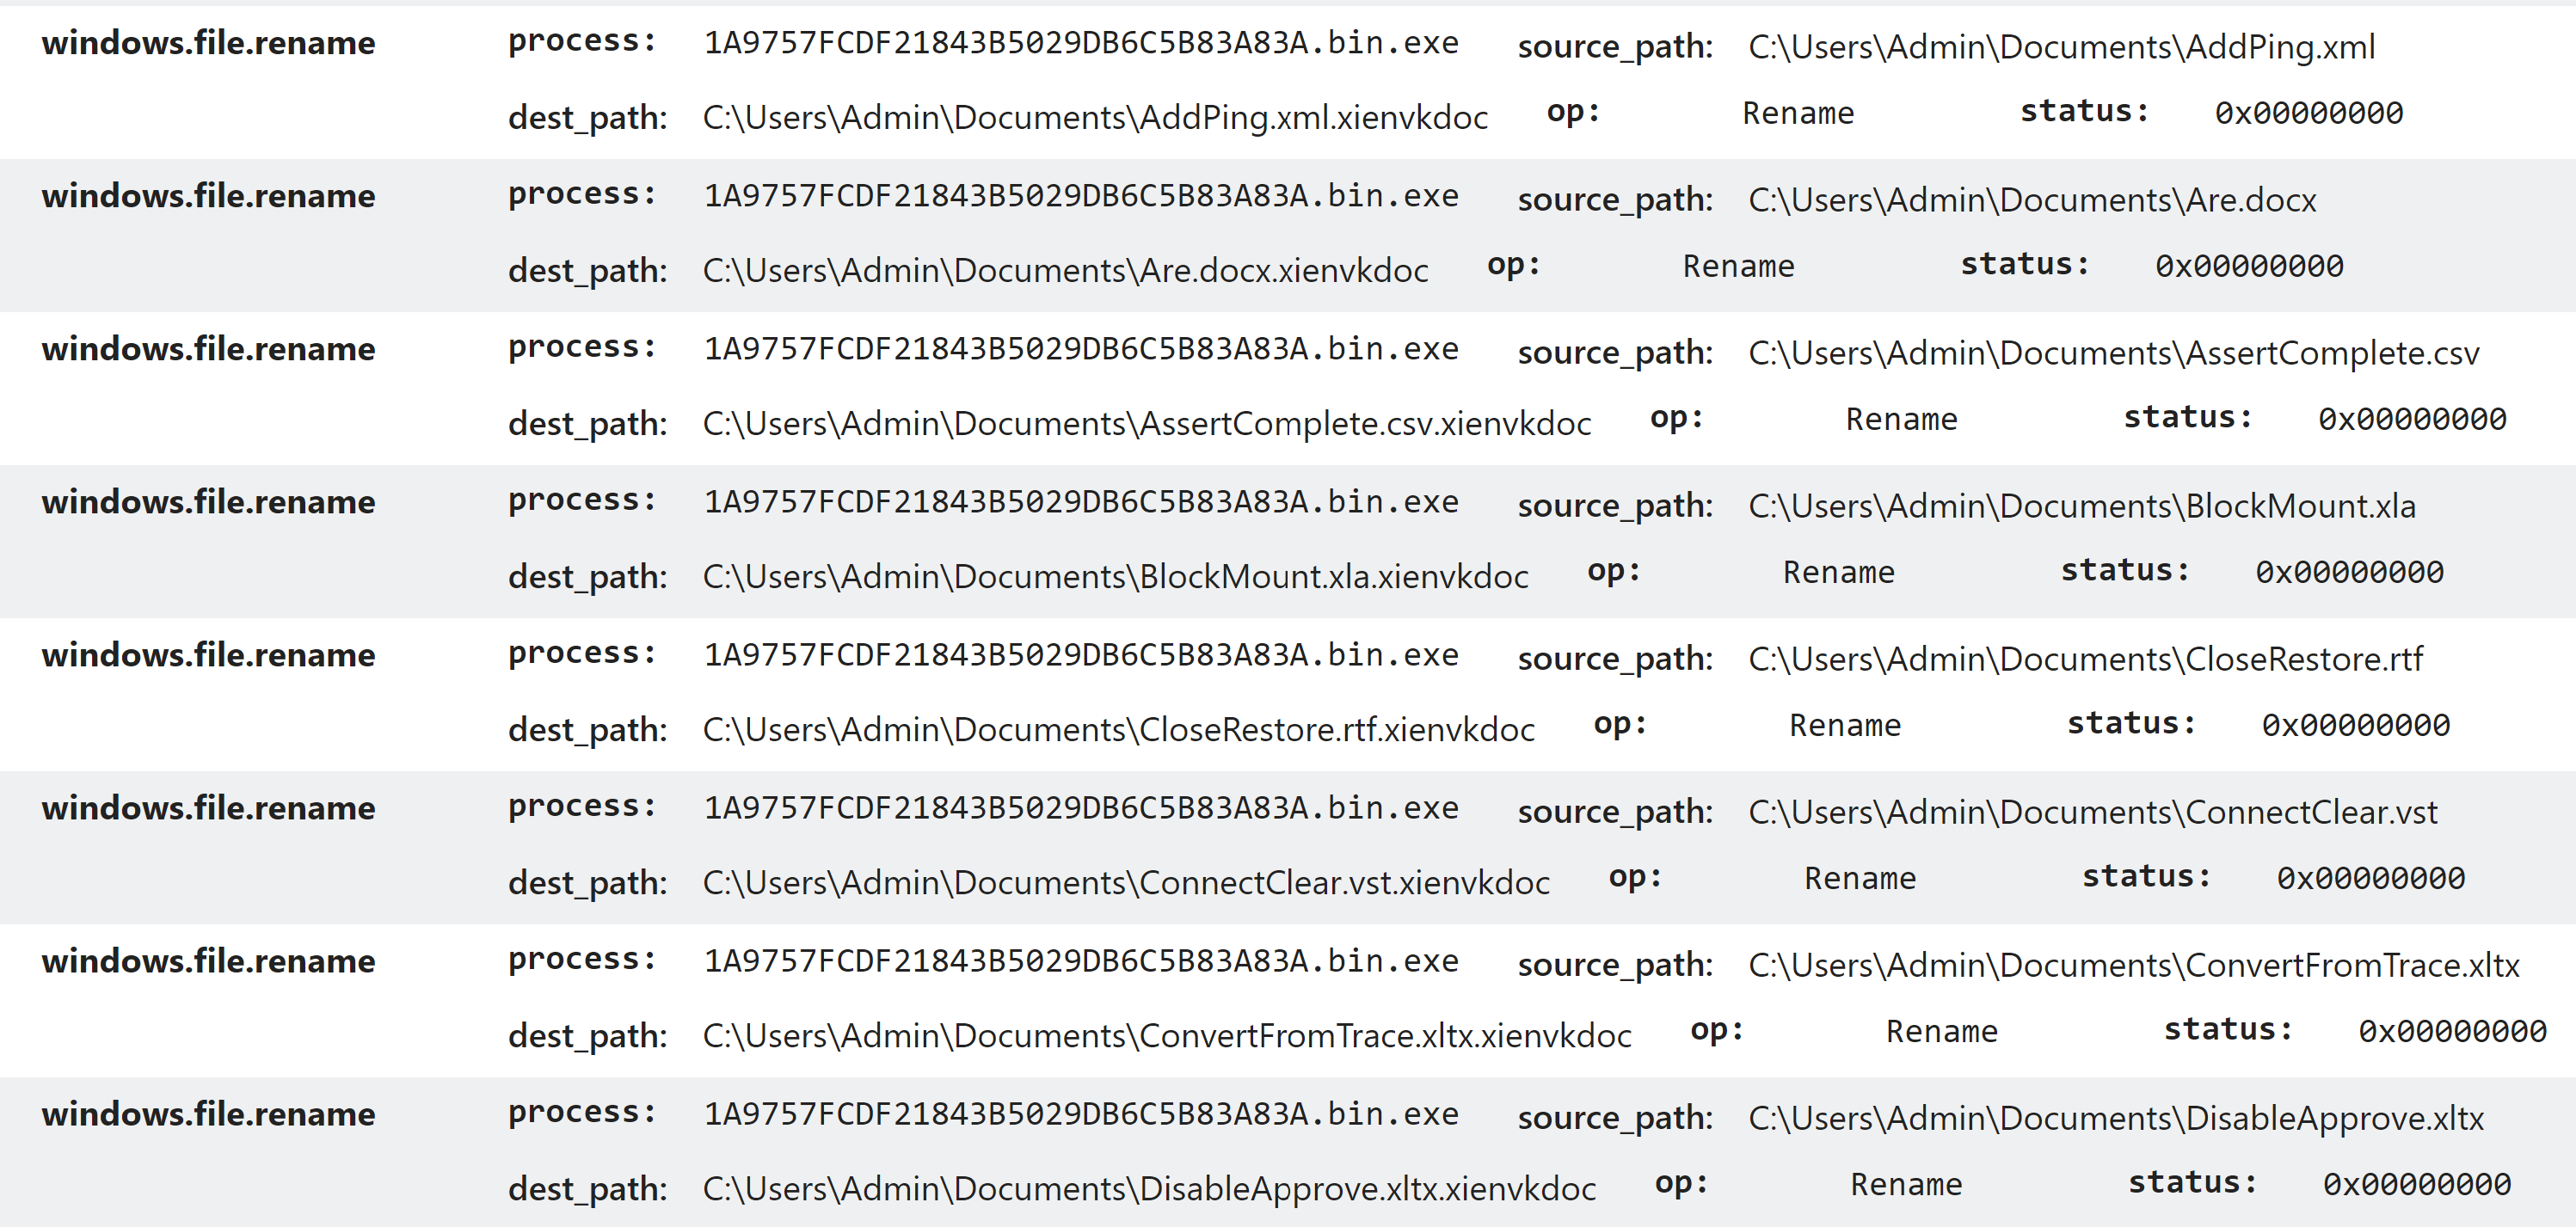 windows.file.rename process: 1A9757FCDF21843B5029DB6C5B83A83A.bin.exe source_path: C:\Users\Admin\Documents\AddPing.xml
dest_path: C:\Users\Admin\Documents\AddPing.xml.xienvkdoc op: Rename status: 0x00000000
windows.file.rename process: 1A9757FCDF21843B5029DB6C5B83A83A.bin.exe source_path: C:\Users\Admin\Documents\Are.docx
dest_path: C:\Users\Admin\Documents\Are.docx.xienvkdoc op: Rename status: 0x00000000
windows.file.rename process: 1A9757FCDF21843B5029DB6C5B83A83A.bin.exe source_path: C:\Users\Admin\Documents\AssertComplete.csv
dest_path: C:\Users\Admin\Documents\AssertComplete.csv.xienvkdoc op: Rename status: 0x00000000
windows.file.rename process: 1A9757FCDF21843B5029DB6C5B83A83A.bin.exe source_path: C:\Users\Admin\Documents\BlockMount.xla
dest_path: C:\Users\Admin\Documents\BlockMount.xla.xienvkdoc op: Rename status: 0x00000000
windows.file.rename process: 1A9757FCDF21843B5029DB6C5B83A83A.bin.exe source_path: C:\Users\Admin\Documents\CloseRestore.rtf
dest_path: C:\Users\Admin\Documents\CloseRestore.rtf.xienvkdoc op: Rename status: 0x00000000
windows.file.rename process: 1A9757FCDF21843B5029DB6C5B83A83A.bin.exe source_path: C:\Users\Admin\Documents\ConnectClear.vst
dest_path: C:\Users\Admin\Documents\ConnectClear.vst.xienvkdoc op: Rename status: 0x00000000
windows.file.rename process: 1A9757FCDF21843B5029DB6C5B83A83A.bin.exe source_path: C:\Users\Admin\Documents\ConvertFromTrace.xltx
dest_path: C:\Users\Admin\Documents\ConvertFromTrace.xltx.xienvkdoc op: Rename status: 0x00000000
windows.file.rename process: 1A9757FCDF21843B5029DB6C5B83A83A.bin.exe source_path: C:\Users\Admin\Documents\DisableApprove.xltx
dest_path: C:\Users\Admin\Documents\DisableApprove.xltx.xienvkdoc op: Rename status: 0x00000000